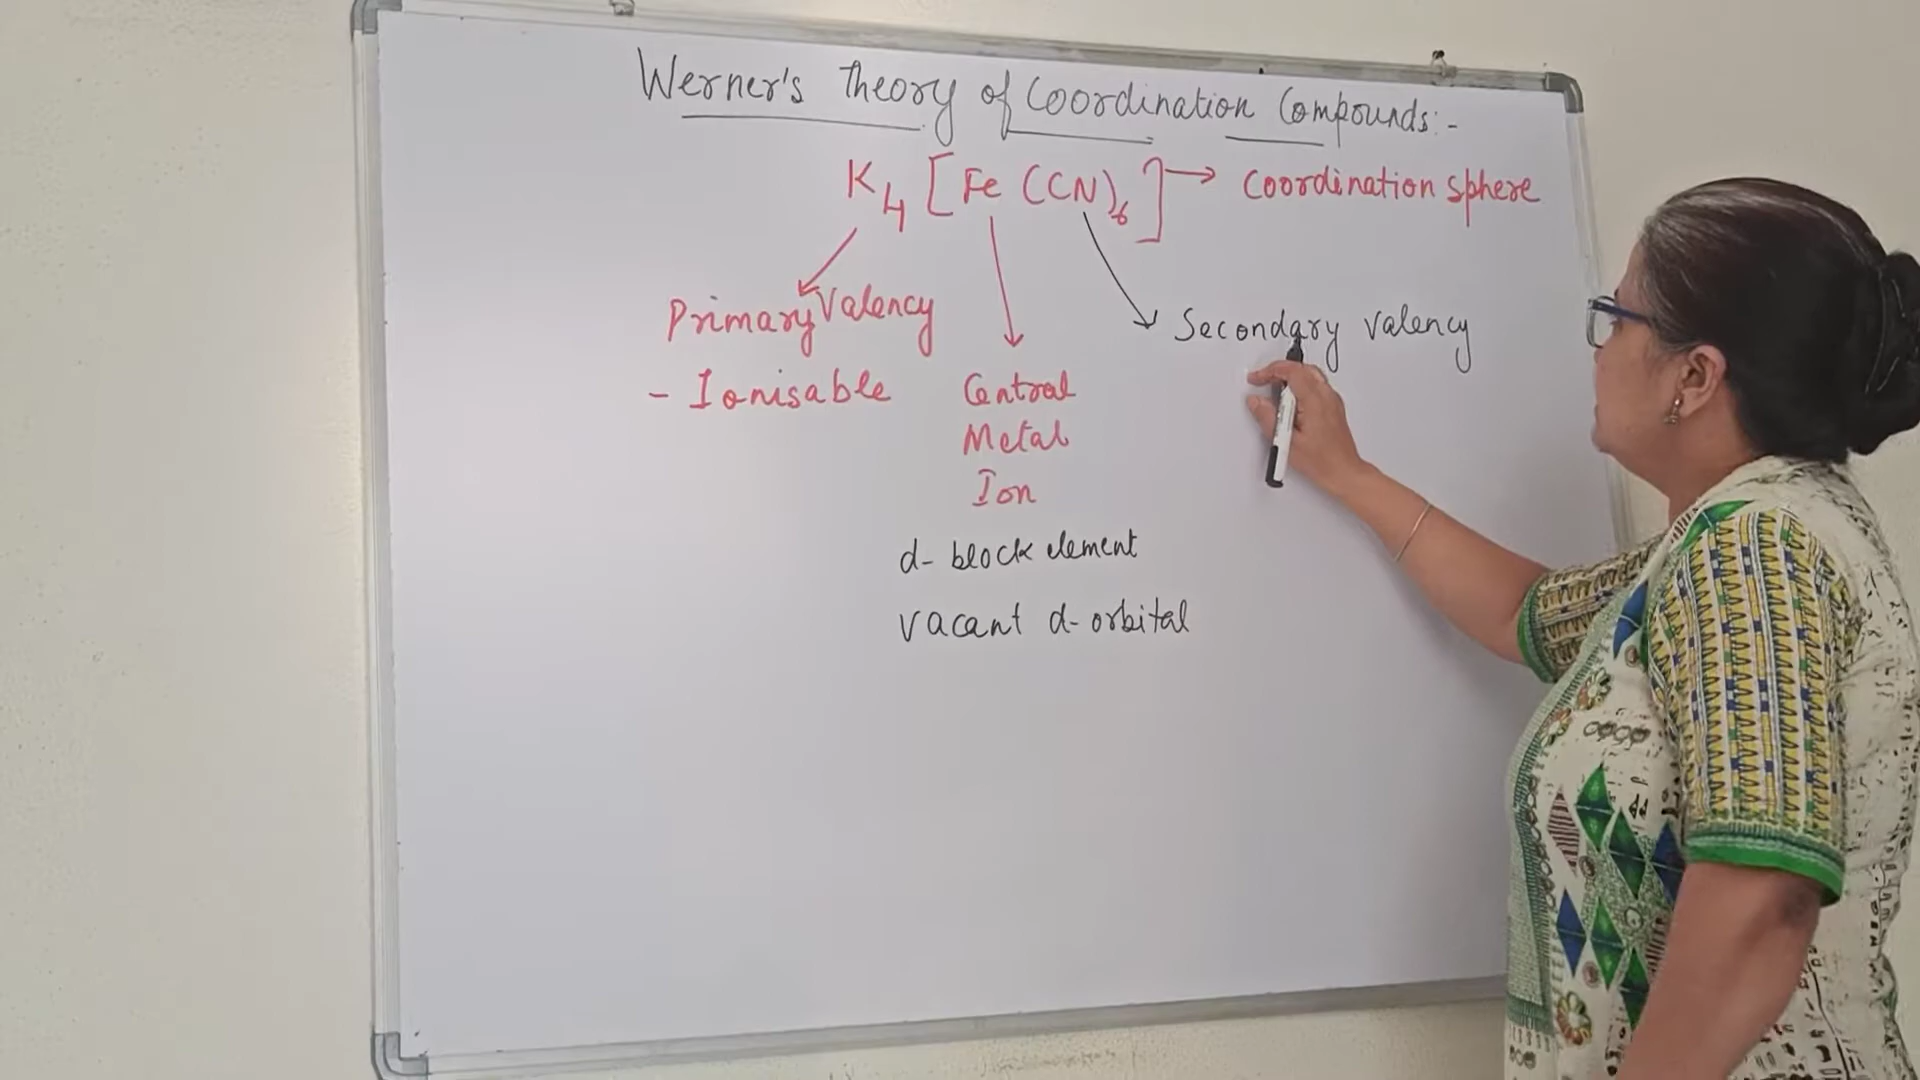 Werner's Theory of Coordination Compounds:-
K4 [Fe (CN)6] → Coordination sphere
Primary Valency
- Ionisable
Central
Metal
Ion
d- block element
vacant d- orbital
Secondary valency